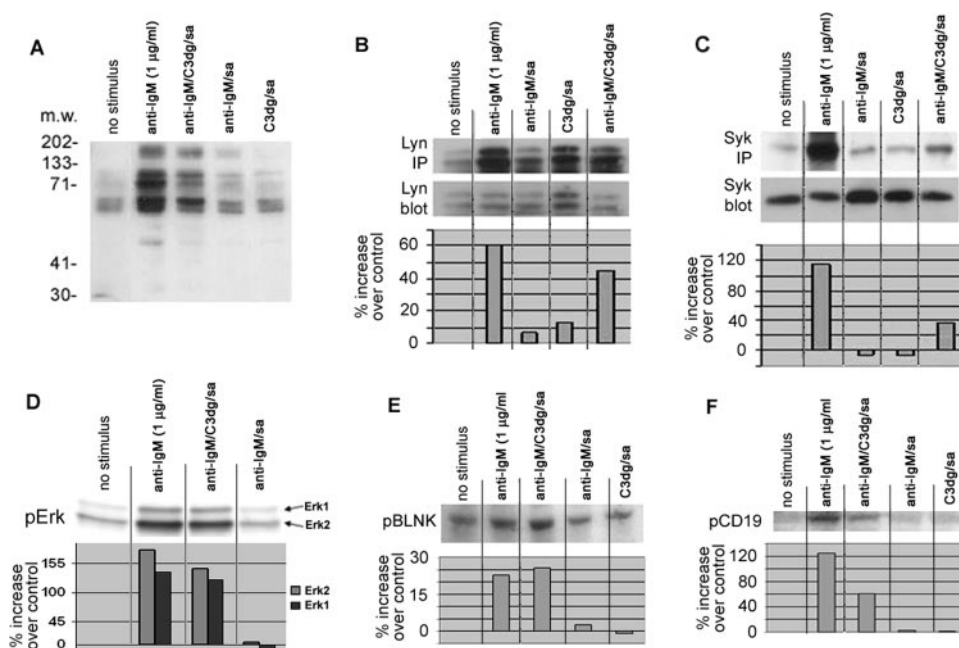 A
no stimulus
anti-IgM (1 µg/ml)
anti-IgM/C3dg/sa
anti-IgM/sa
C3dg/sa
m.w.
202-
133-
71-
41-
30-
B
no stimulus
anti-IgM (1 µg/ml)
anti-IgM/sa
C3dg/sa
anti-IgM/C3dg/sa
Lyn
IP
Lyn
blot
% increase
over control
60
40
20
0
C
no stimulus
anti-IgM (1 µg/ml)
anti-IgM/sa
C3dg/sa
anti-IgM/C3dg/sa
Syk
IP
Syk
blot
% increase
over control
120
80
40
0
D
no stimulus
anti-IgM (1 µg/ml)
anti-IgM/C3dg/sa
anti-IgM/sa
pErk
Erk1
Erk2
% increase
over control
155
100
45
0
Erk2
Erk1
E
no stimulus
anti-IgM (1 µg/ml)
anti-IgM/C3dg/sa
anti-IgM/sa
C3dg/sa
pBLNK
% increase
over control
30
15
0
F
no stimulus
anti-IgM (1 µg/ml)
anti-IgM/C3dg/sa
anti-IgM/sa
C3dg/sa
pCD19
% increase
over control
120
80
40
0